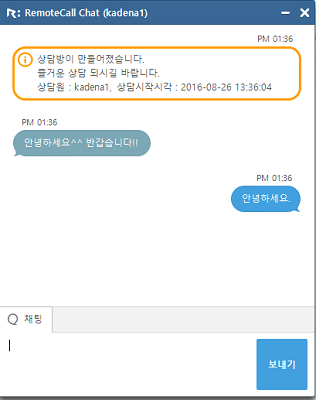 RemoteCall Chat (kadena1)
PM 01:36
상담방이 만들어졌습니다.
즐거운 상담 되시길 바랍니다.
상담원 : kadena1, 상담시작시각 : 2016-08-26 13:36:04
PM 01:36
안녕하세요^^ 반갑습니다!!
PM 01:36
안녕하세요.
채팅
보내기